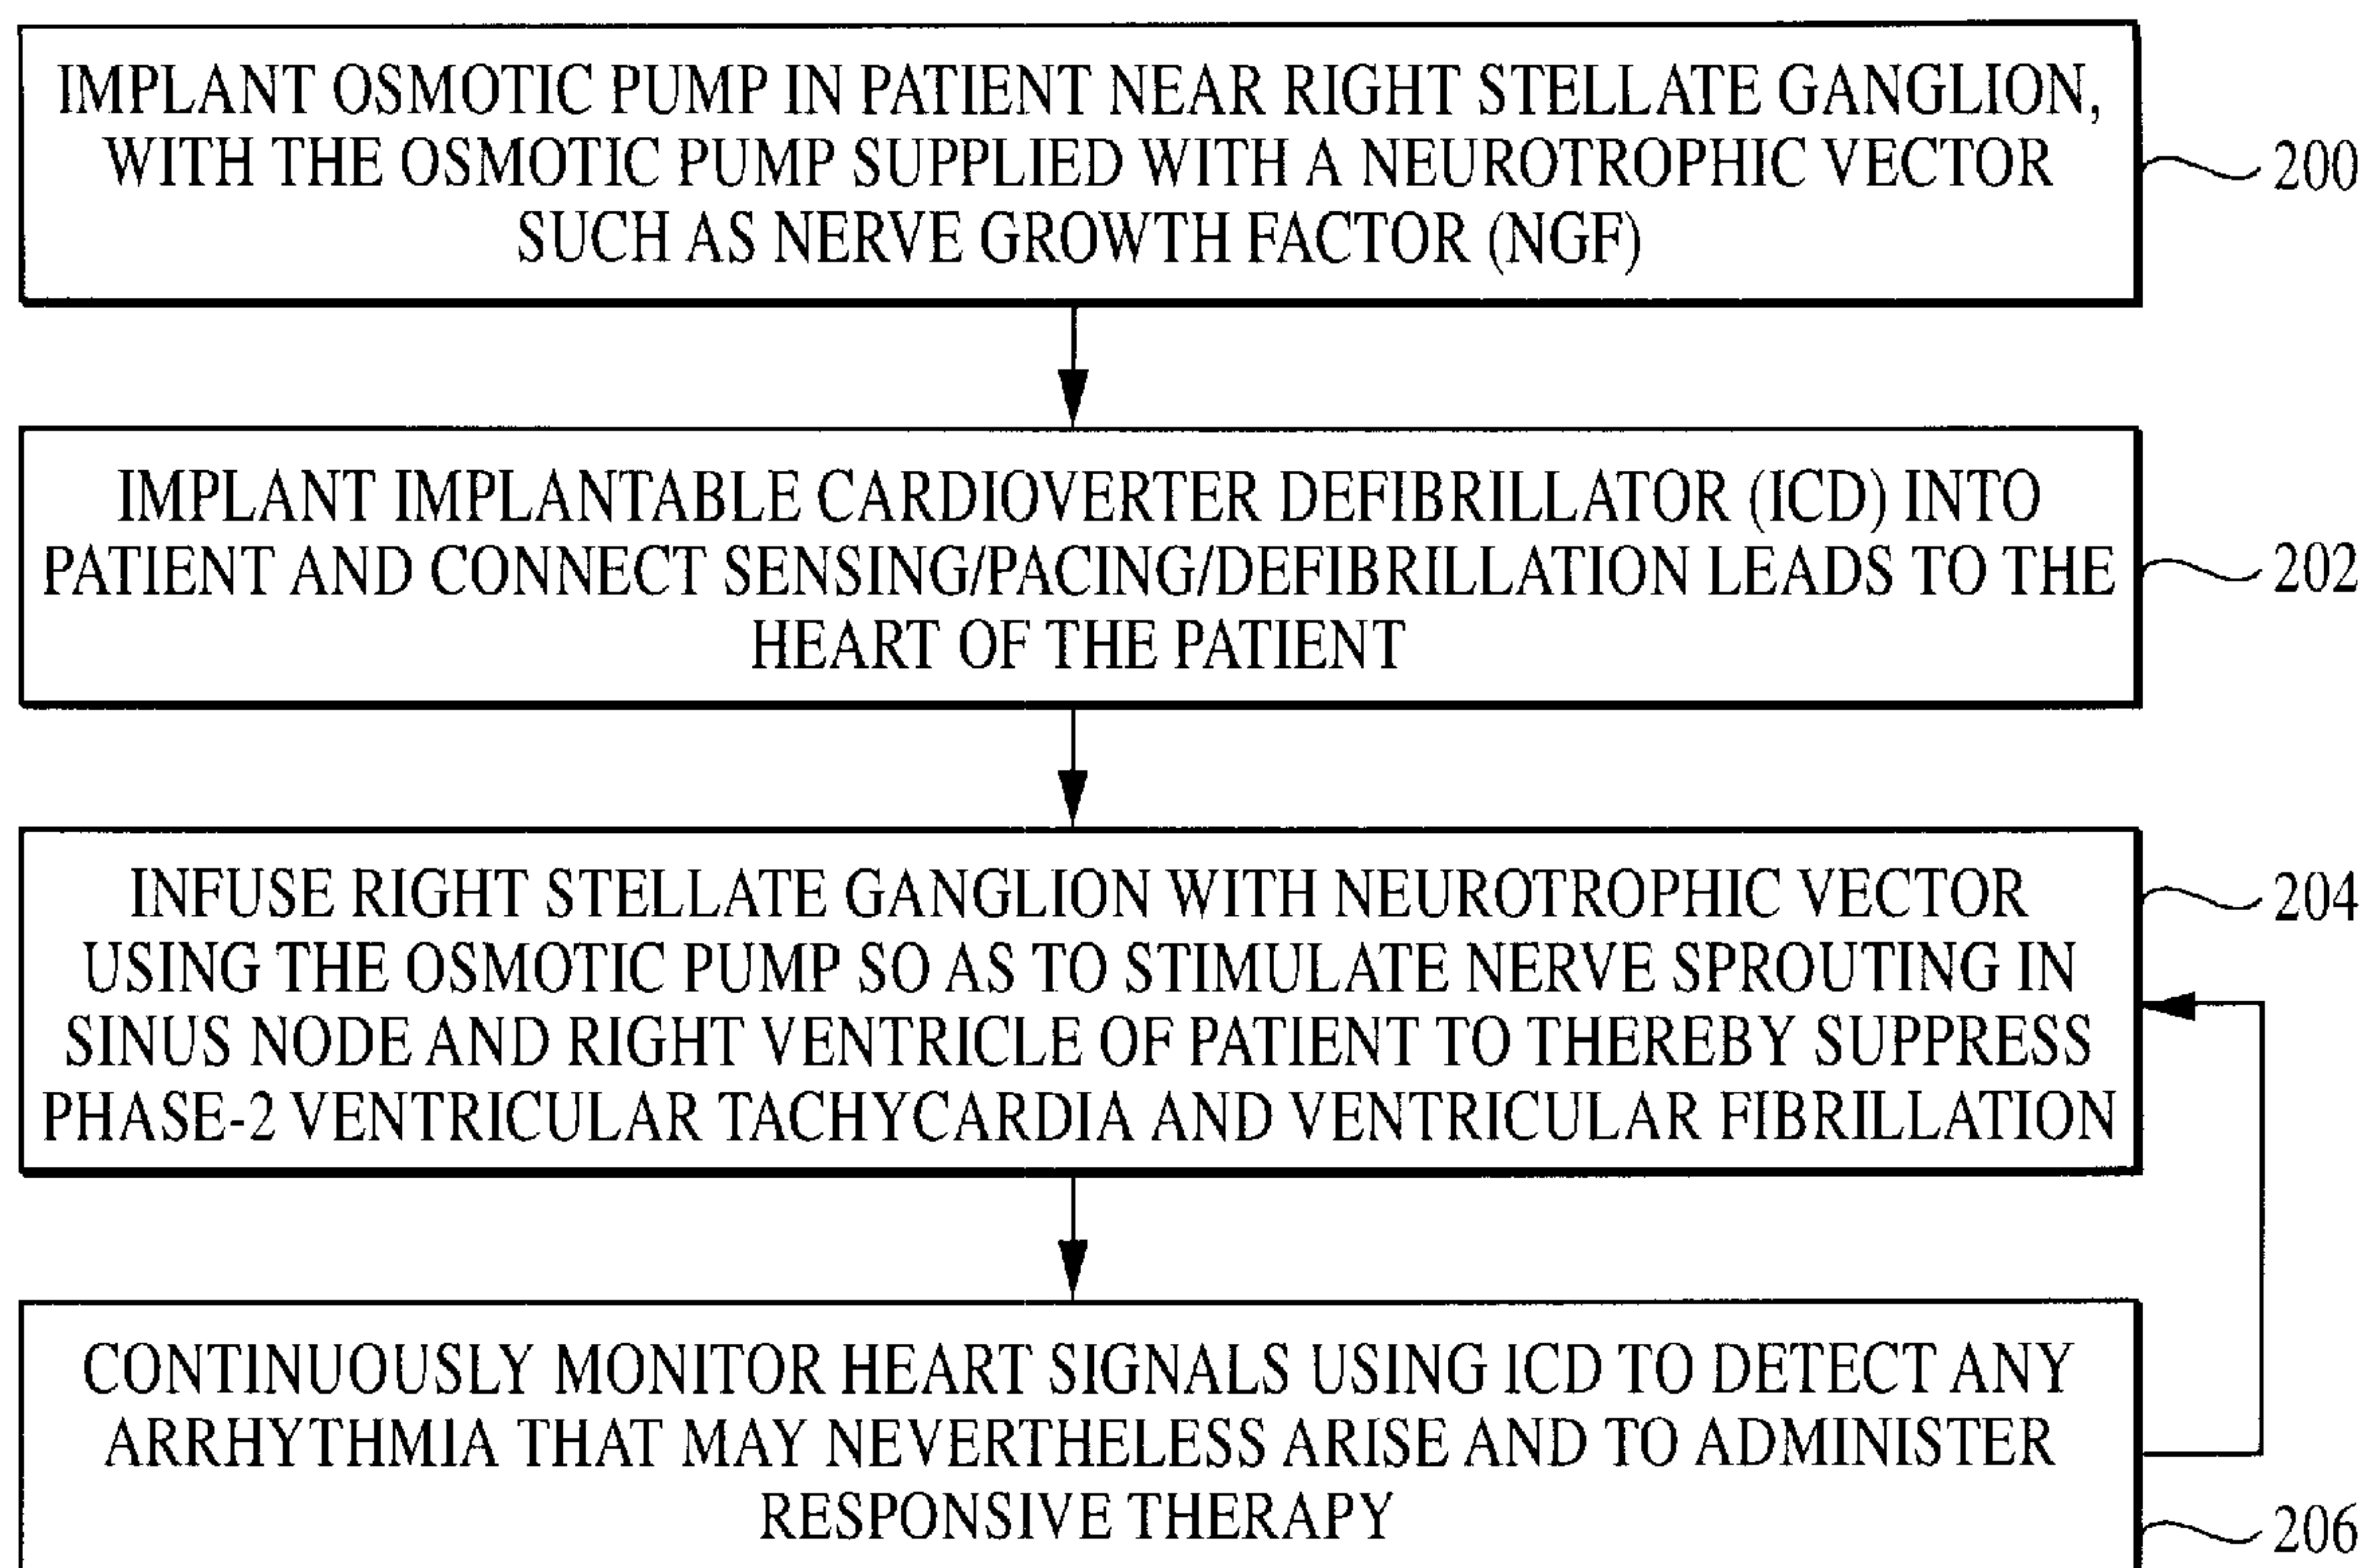 IMPLANT OSMOTIC PUMP IN PATIENT NEAR RIGHT STELLATE GANGLION,
WITH THE OSMOTIC PUMP SUPPLIED WITH A NEUROTROPHIC VECTOR
SUCH AS NERVE GROWTH FACTOR (NGF)
200
IMPLANT IMPLANTABLE CARDIOVERTER DEFIBRILLATOR (ICD) INTO
PATIENT AND CONNECT SENSING/PACING/DEFIBRILLATION LEADS TO THE
HEART OF THE PATIENT
202
INFUSE RIGHT STELLATE GANGLION WITH NEUROTROPHIC VECTOR
USING THE OSMOTIC PUMP SO AS TO STIMULATE NERVE SPROUTING IN
SINUS NODE AND RIGHT VENTRICLE OF PATIENT TO THEREBY SUPPRESS
PHASE-2 VENTRICULAR TACHYCARDIA AND VENTRICULAR FIBRILLATION
204
CONTINUOUSLY MONITOR HEART SIGNALS USING ICD TO DETECT ANY
ARRHYTHMIA THAT MAY NEVERTHELESS ARISE AND TO ADMINISTER
RESPONSIVE THERAPY
206